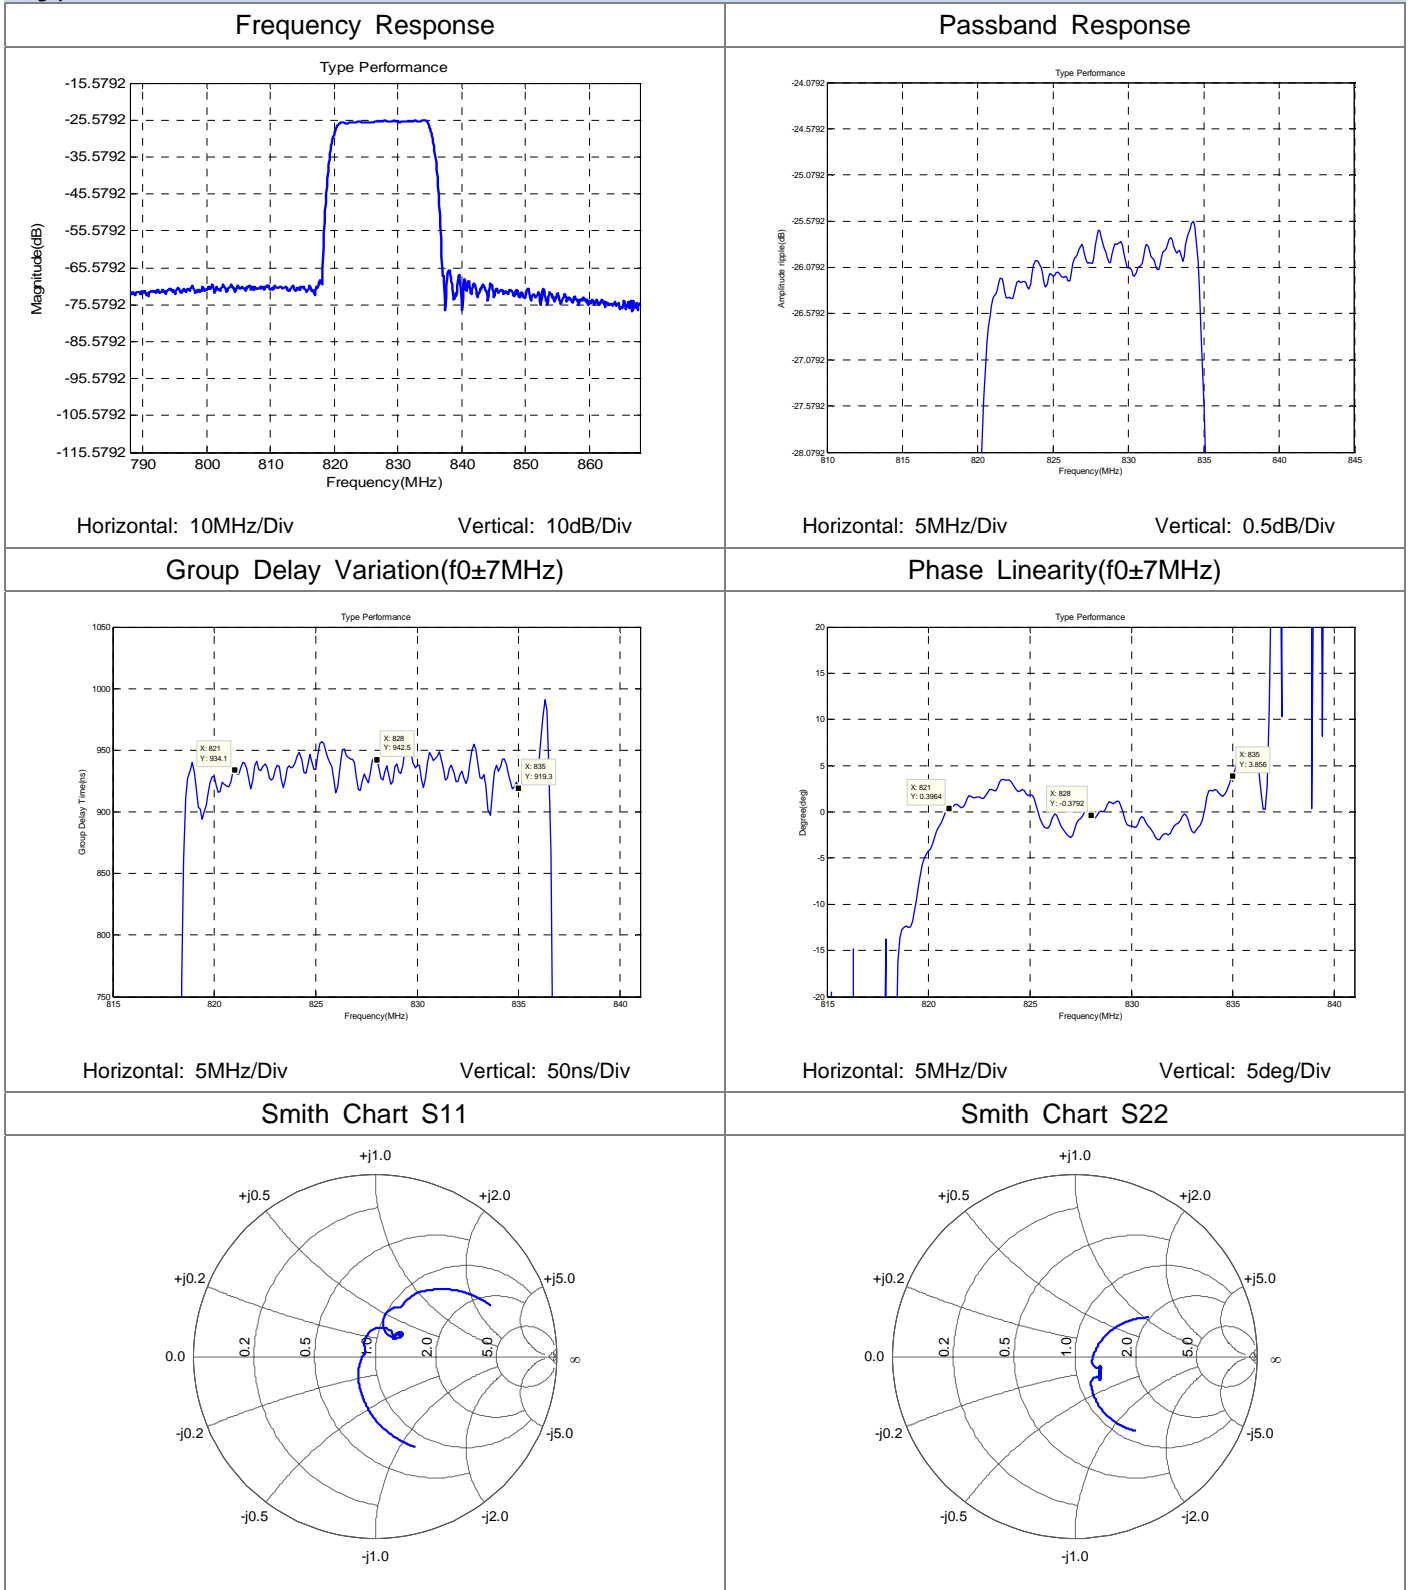 Frequency Response
Passband Response
Type Performance
-15.5792
-25.5792
-35.5792
-45.5792
-55.5792
-65.5792
-75.5792
-85.5792
-95.5792
-105.5792
-115.5792
Magnitude(dB)
790 800 810 820 830 840 850 860
Frequency(MHz)
Horizontal: 10MHz/Div Vertical: 10dB/Div
Type Performance
-24.0792
-24.5792
-25.0792
-25.5792
-26.0792
-26.5792
-27.0792
-27.5792
-28.0792
Amplitude ripple(dB)
810 815 820 825 830 835 840 845
Frequency(MHz)
Horizontal: 5MHz/Div Vertical: 0.5dB/Div
Group Delay Variation(f0±7MHz)
Phase Linearity(f0±7MHz)
Type Performance
1050
1000
950
900
850
800
750
Group Delay Time(ns)
X: 821
Y: 934.1
X: 828
Y: 942.5
X: 835
Y: 919.3
815 820 825 830 835 840
Frequency(MHz)
Horizontal: 5MHz/Div Vertical: 50ns/Div
Type Performance
20
15
10
5
0
-5
-10
-15
-20
Degree(deg)
X: 821
Y: 0.3964
X: 828
Y: -0.3792
X: 835
Y: 3.856
815 820 825 830 835 840
Frequency(MHz)
Horizontal: 5MHz/Div Vertical: 5deg/Div
Smith Chart S11
Smith Chart S22
+j1.0
+j0.5 +j2.0
+j0.2 +j5.0
0.0 0.2 0.5 1.0 2.0 5.0 ∞
-j0.2 -j5.0
-j0.5 -j2.0
-j1.0
+j1.0
+j0.5 +j2.0
+j0.2 +j5.0
0.0 0.2 0.5 1.0 2.0 5.0 ∞
-j0.2 -j5.0
-j0.5 -j2.0
-j1.0